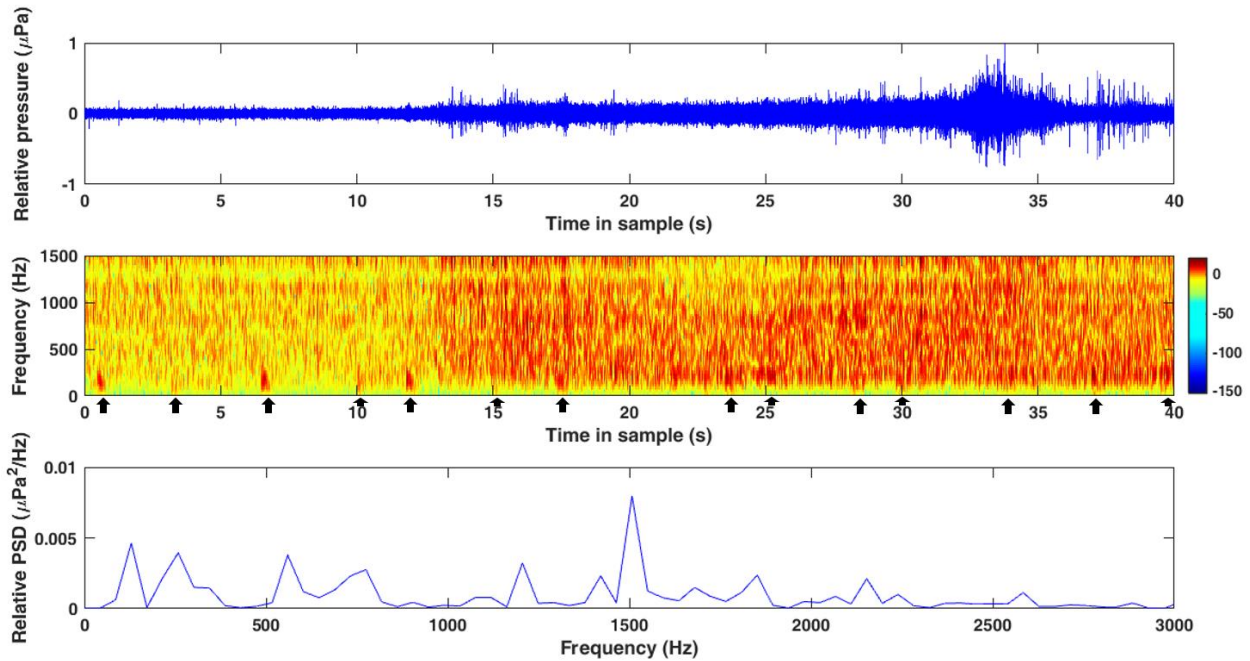 Relative pressure (μPa)
1
0
-1
0 5 10 15 20 25 30 35 40
Time in sample (s)
Frequency (Hz)
1500
1000
500
0
0 5 10 15 20 25 30 35 40
Time in sample (s)
0
-50
-100
-150
Relative PSD (μPa²/Hz)
0.01
0.005
0
0 500 1000 1500 2000 2500 3000
Frequency (Hz)